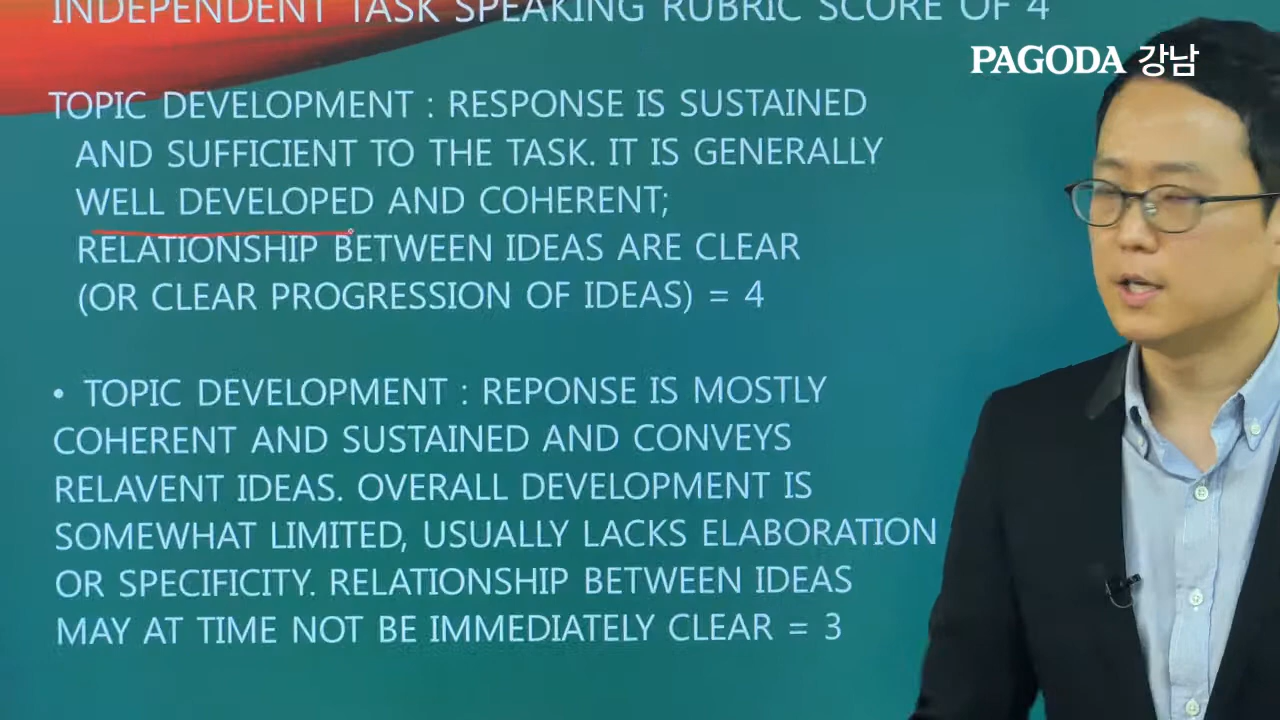 INDEPENDENT TASK SPEAKING RUBRIC SCORE OF 4
PAGODA 강남
TOPIC DEVELOPMENT : RESPONSE IS SUSTAINED
AND SUFFICIENT TO THE TASK. IT IS GENERALLY
WELL DEVELOPED AND COHERENT;
RELATIONSHIP BETWEEN IDEAS ARE CLEAR
(OR CLEAR PROGRESSION OF IDEAS) = 4
• TOPIC DEVELOPMENT : REPONSE IS MOSTLY
COHERENT AND SUSTAINED AND CONVEYS
RELAVENT IDEAS. OVERALL DEVELOPMENT IS
SOMEWHAT LIMITED, USUALLY LACKS ELABORATION
OR SPECIFICITY. RELATIONSHIP BETWEEN IDEAS
MAY AT TIME NOT BE IMMEDIATELY CLEAR = 3